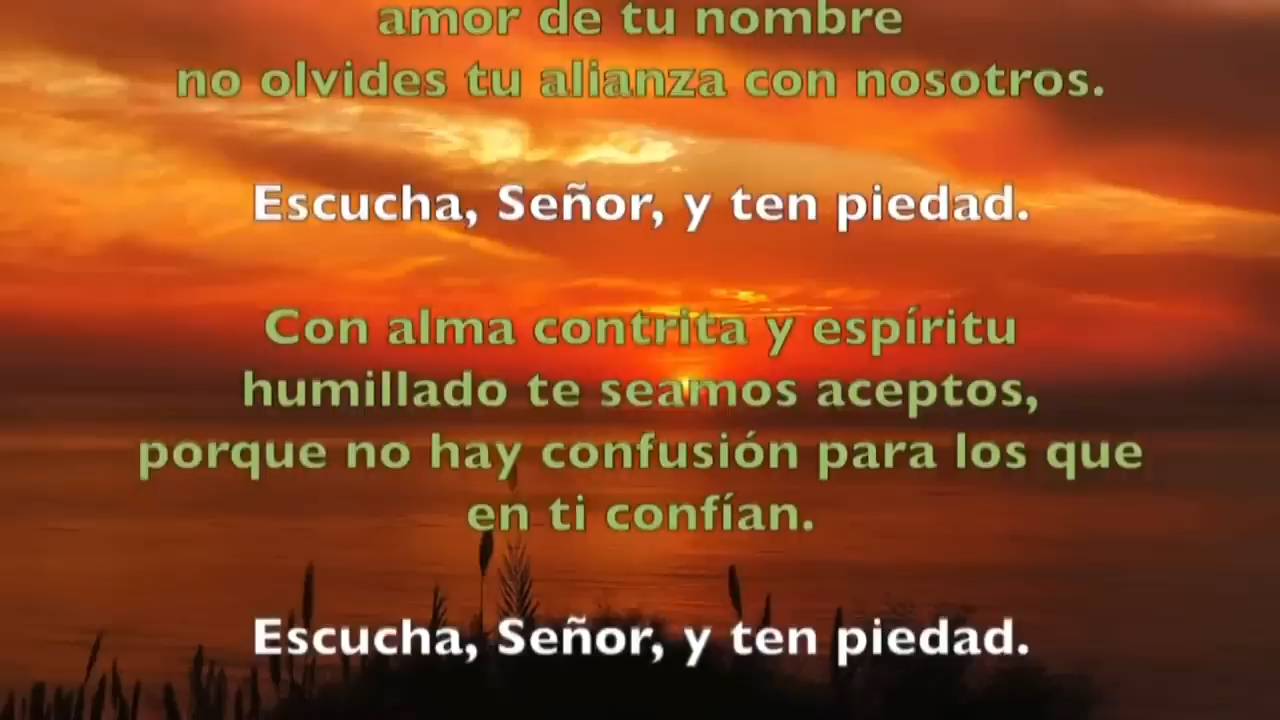 amor de tu nombre
no olvides tu alianza con nosotros.
Escucha, Señor, y ten piedad.
Con alma contrita y espíritu
humillado te seamos aceptos,
porque no hay confusión para los que
en ti confían.
Escucha, Señor, y ten piedad.